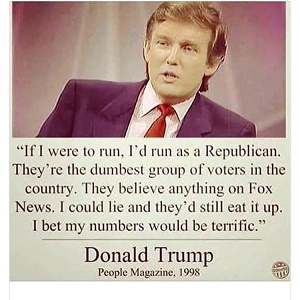 “If I were to run, I’d run as a Republican.
They’re the dumbest group of voters in the
country. They believe anything on Fox
News. I could lie and they’d still eat it up.
I bet my numbers would be terrific.”
Donald Trump
People Magazine, 1998